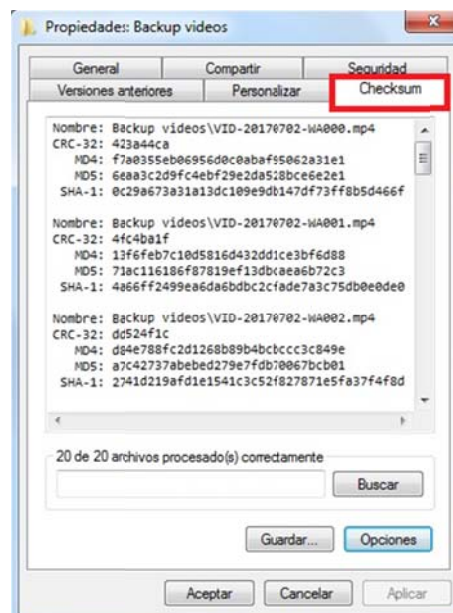 Propiedade:: Backup videos
General Compartir Seguridad
Versiones anteriores Personalizar Checksum
Nombre: Backup videos\VID-20170702-WA000.mp4
CRC-32: 423a44ca
MD4: f7a0355eb06956d0c0abaf95062a31e1
MD5: 6eaa3c2d9fc4ebf29e2da528bce6e2e1
SHA-1: 0c29a673a31a13dc109e9db147df73ff8b5d466f
Nombre: Backup videos\VID-20170702-WA001.mp4
CRC-32: 4fc4ba1f
MD4: 13f6feb7c10d5816d432dd1ce3bf6d88
MD5: 71ac116186f87819ef13dbcaea6b72c3
SHA-1: 4a66ff2499ea6da6bdbc2cfade7a3c75db0e0de0
Nombre: Backup videos\VID-20170702-WA002.mp4
CRC-32: dd524f1c
MD4: d84e788fc2d1268b89b4bcbccc3c849e
MD5: a7c42737abebed279e7fdb70067bcb01
SHA-1: 2741d219afd1e1541c3c52f827871e5fa37f4f8d
20 de 20 archivos procesado(s) correctamente
Buscar
Guardar... Opciones
Aceptar Cancelar Aplicar